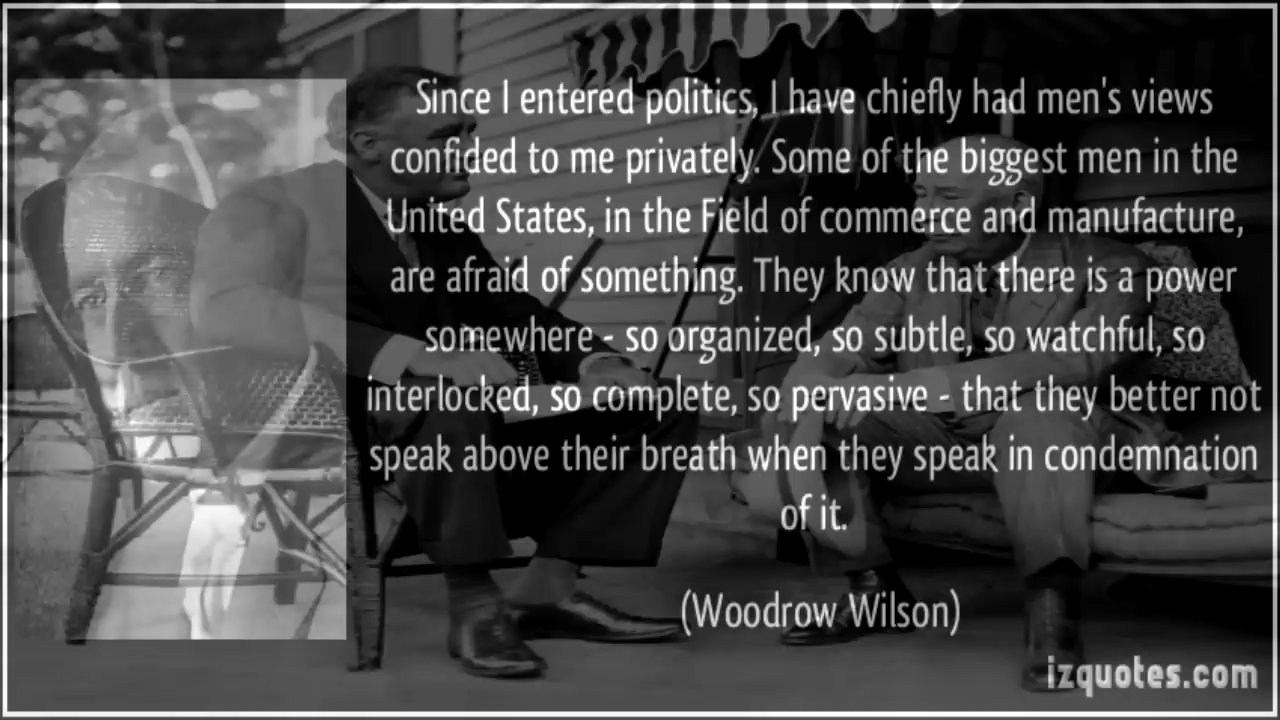 Since I entered politics, I have chiefly had men's views
confided to me privately. Some of the biggest men in the
United States, in the Field of commerce and manufacture,
are afraid of something. They know that there is a power
somewhere - so organized, so subtle, so watchful, so
interlocked, so complete, so pervasive - that they better not
speak above their breath when they speak in condemnation
of it.
(Woodrow Wilson)
izquotes.com